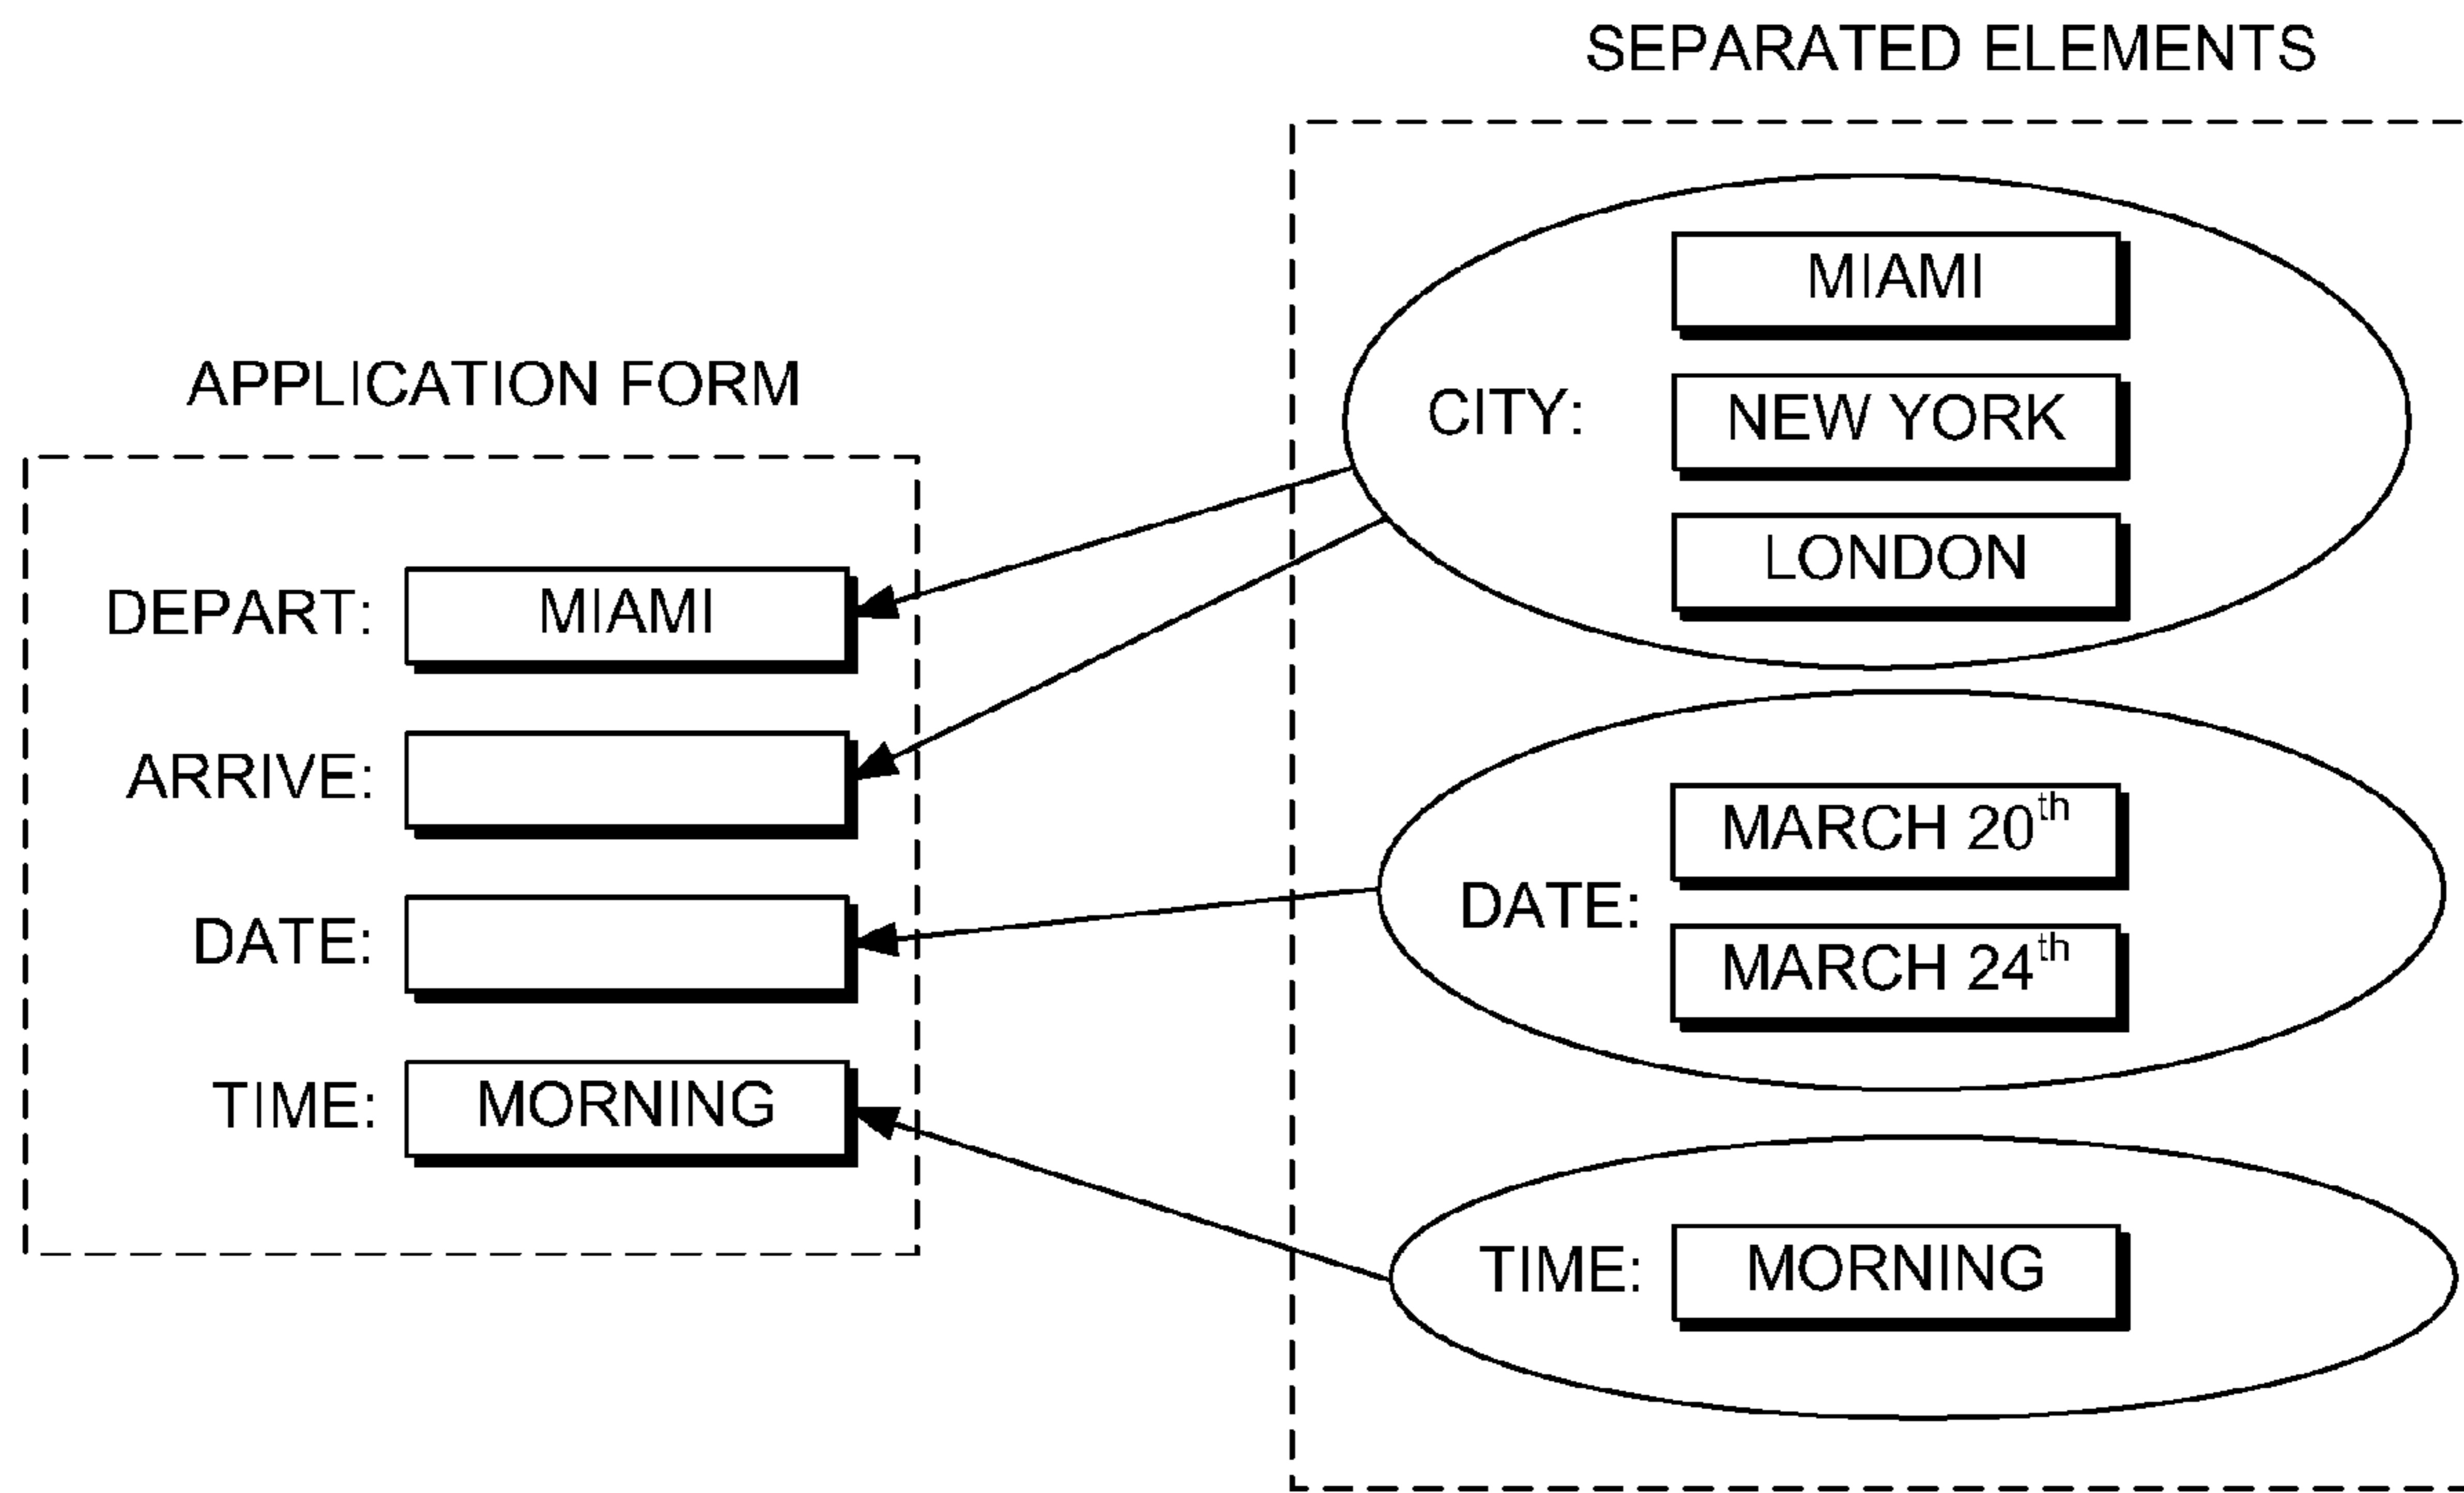 SEPARATED ELEMENTS
APPLICATION FORM
DEPART: MIAMI
ARRIVE:
DATE:
TIME: MORNING
CITY:
MIAMI
NEW YORK
LONDON
DATE:
MARCH 20th
MARCH 24th
TIME: MORNING